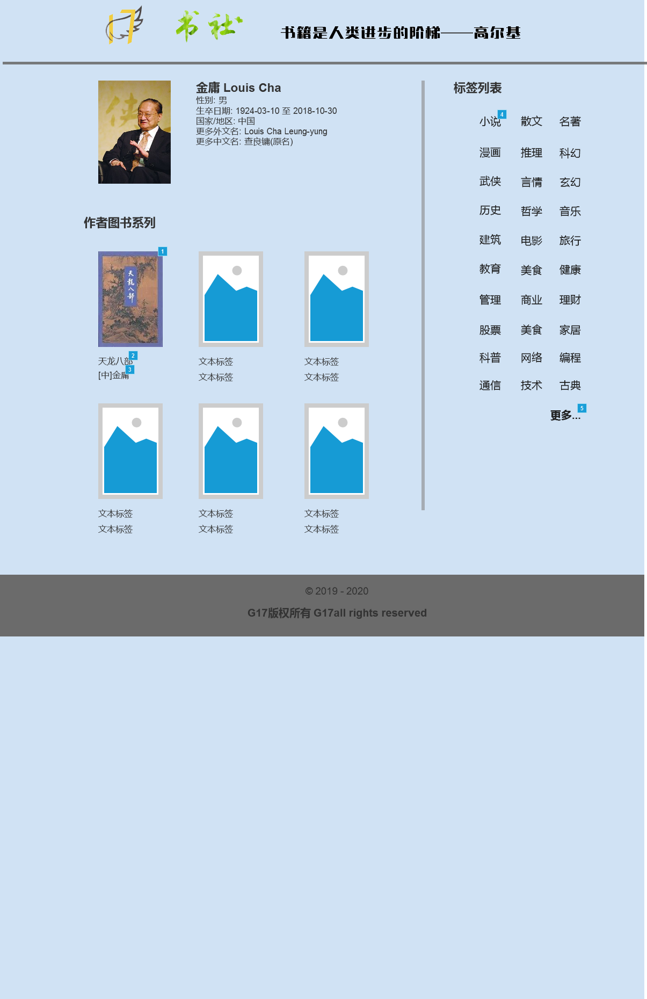 17 书社
书籍是人类进步的阶梯——高尔基
金庸 Louis Cha
性别: 男
生卒日期: 1924-03-10 至 2018-10-30
国家/地区: 中国
更多外文名: Louis Cha Leung-yung
更多中文名: 查良镛(原名)
侠
作者图书系列
1
天龍八部
天龙八部
2
[中]金庸
3
文本标签
文本标签
文本标签
文本标签
文本标签
文本标签
文本标签
文本标签
文本标签
文本标签
标签列表
小说 4 散文 名著
漫画 推理 科幻
武侠 言情 玄幻
历史 哲学 音乐
建筑 电影 旅行
教育 美食 健康
管理 商业 理财
股票 美食 家居
科普 网络 编程
通信 技术 古典
更多... 5
© 2019 - 2020
G17版权所有 G17all rights reserved